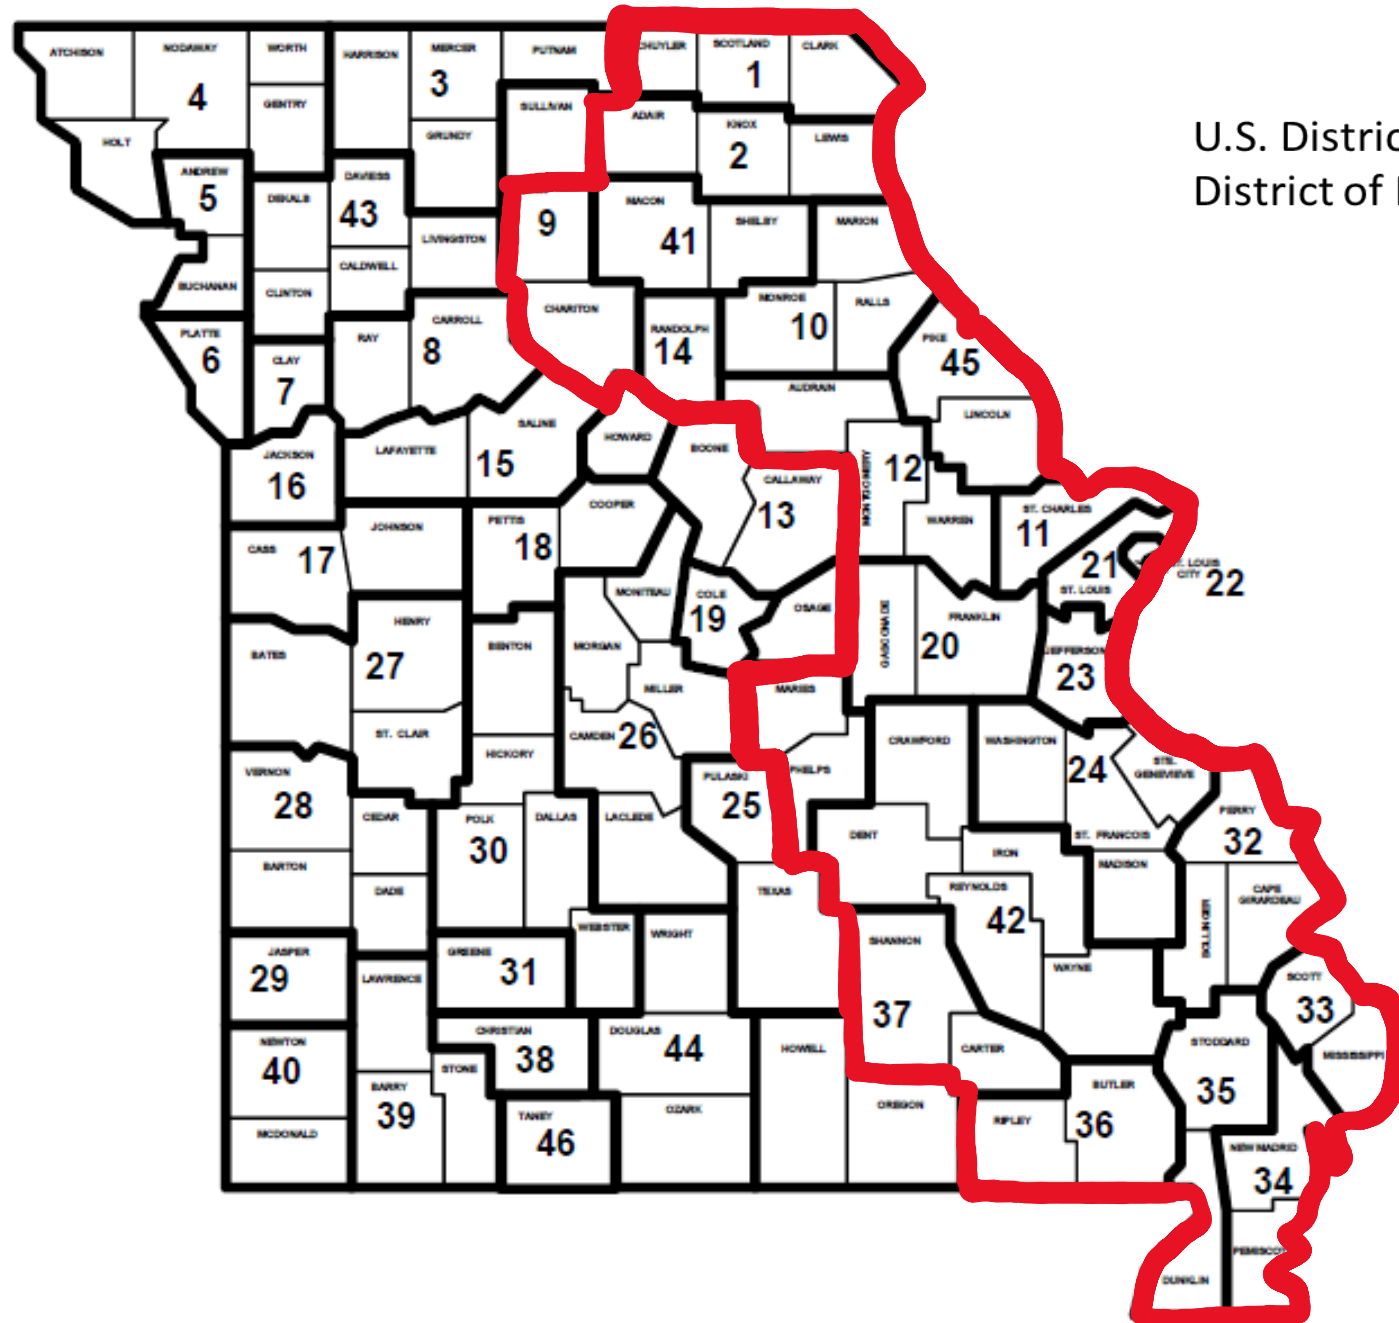 ATCHISON
NODAWAY
WORTH
HARRISON
MERCER
PUTNAM
CHUYLER
SCOTLAND
CLARK
4
3
1
GENTRY
SULLIVAN
ADAIR
KNOX
LEWIS
U.S. Distric
HOLT
GRUNDY
2
District of
ANDREW
5
DEKALB
DAVIESS
43
MACON
SHELBY
MARION
LIVINGSTON
9
41
CALDWELL
BUCHANAN
CLINTON
CHARITON
MONROE
RALLS
PLATTE
6
RAY
CARROLL
8
RANDOLPH
14
10
PIKE
45
CLAY
7
AUDRAIN
LINCOLN
SALINE
HOWARD
BOONE
JACKSON
16
LAFAYETTE
15
CALLAWAY
13
MONTGOMERY
12
COOPER
WARREN
ST. CHARLES
11
JOHNSON
PETTIS
18
CASS
17
21
ST. LOUIS
LOUIS
CITY
22
MONITEAU
COLE
19
OSAGE
GASCONADE
FRANKLIN
20
HENRY
27
BATES
BENTON
MORGAN
JEFFERSON
23
MILLER
MARIES
ST. CLAIR
CAMDEN
26
HICKORY
CRAWFORD
WASHINGTON
24
STE.
GENEVIEVE
VERNON
28
PULASKI
25
PHELPS
CEDAR
POLK
30
DALLAS
LACLEDE
DENT
ST. FRANCOIS
PERRY
32
IRON
MADISON
BARTON
DADE
TEXAS
REYNOLDS
42
BOLLINGER
CAPE
GIRARDEAU
WEBSTER
WRIGHT
SHANNON
JASPER
29
GREENE
31
LAWRENCE
WAYNE
SCOTT
33
37
NEWTON
40
CHRISTIAN
38
DOUGLAS
44
HOWELL
CARTER
STODDARD
35
MISSISSIPPI
STONE
BARRY
39
BUTLER
36
TANEY
46
OZARK
OREGON
RIPLEY
MCDONALD
NEW MADRID
34
PEMISCO
DUNKLIN